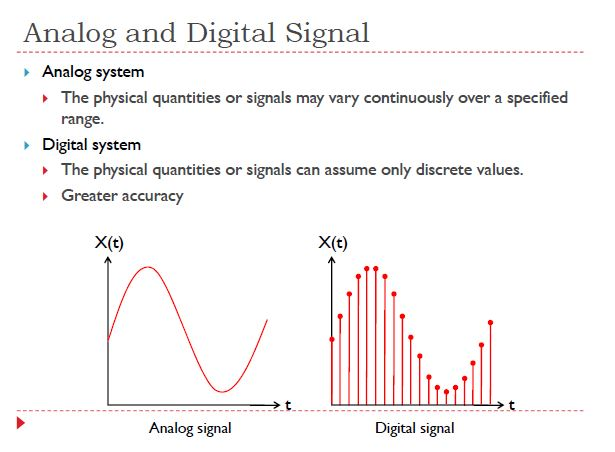 Analog and Digital Signal
Analog system
The physical quantities or signals may vary continuously over a specified
range.
Digital system
The physical quantities or signals can assume only discrete values.
Greater accuracy
X(t)
X(t)
t
t
Analog signal
Digital signal